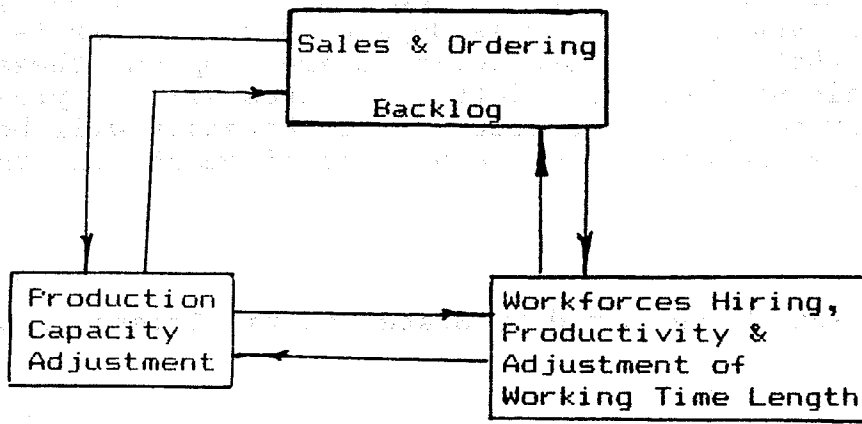 Sales & Ordering
Backlog
Production
Capacity
Adjustment
Workforces Hiring,
Productivity &
Adjustment of
Working Time Length